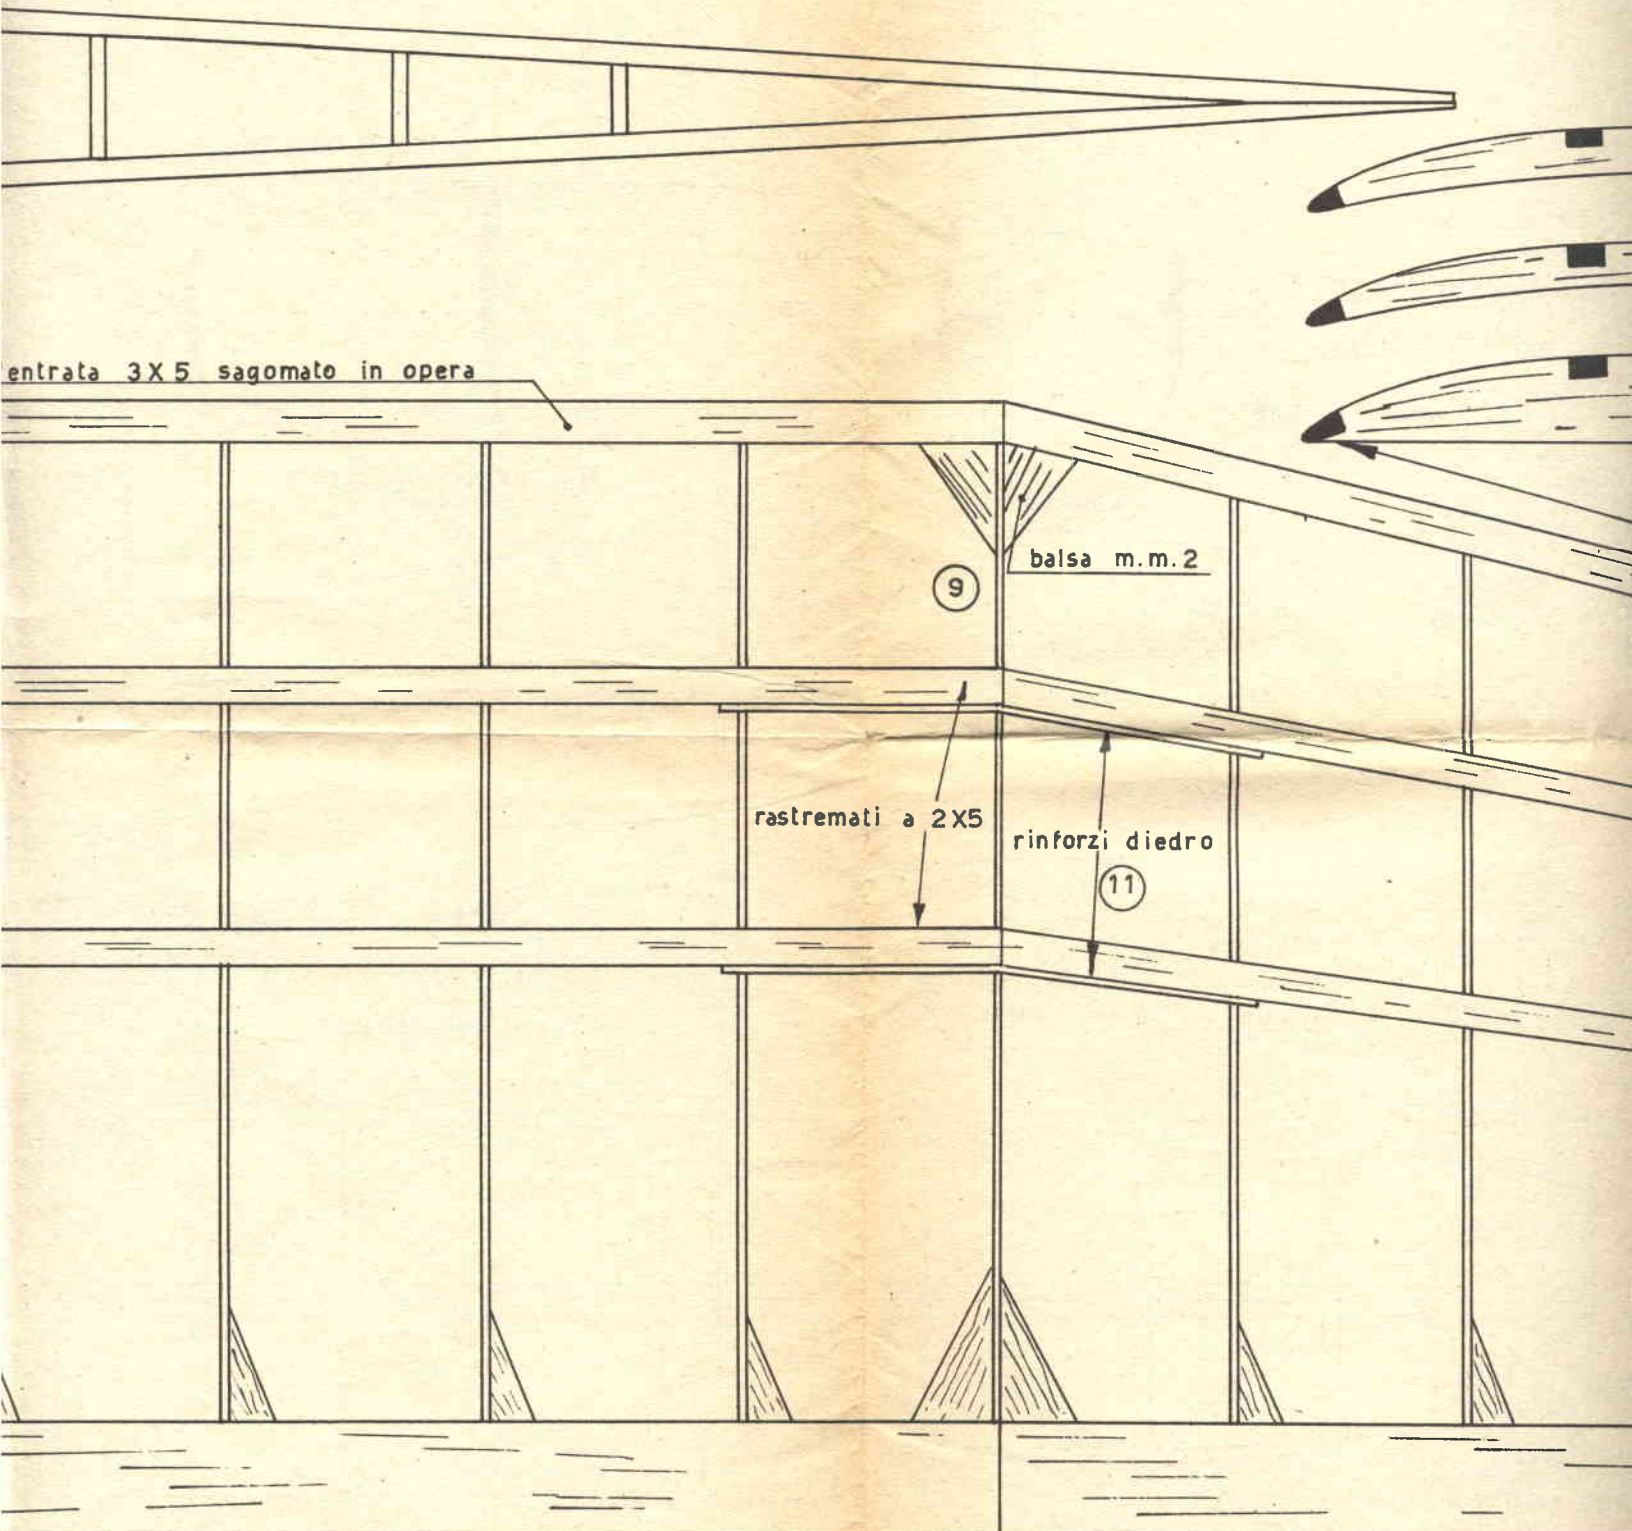 entrata 3X5 sagomato in opera
balsa m.m.2
9
rastremati a 2X5
rinforzi diedro
11